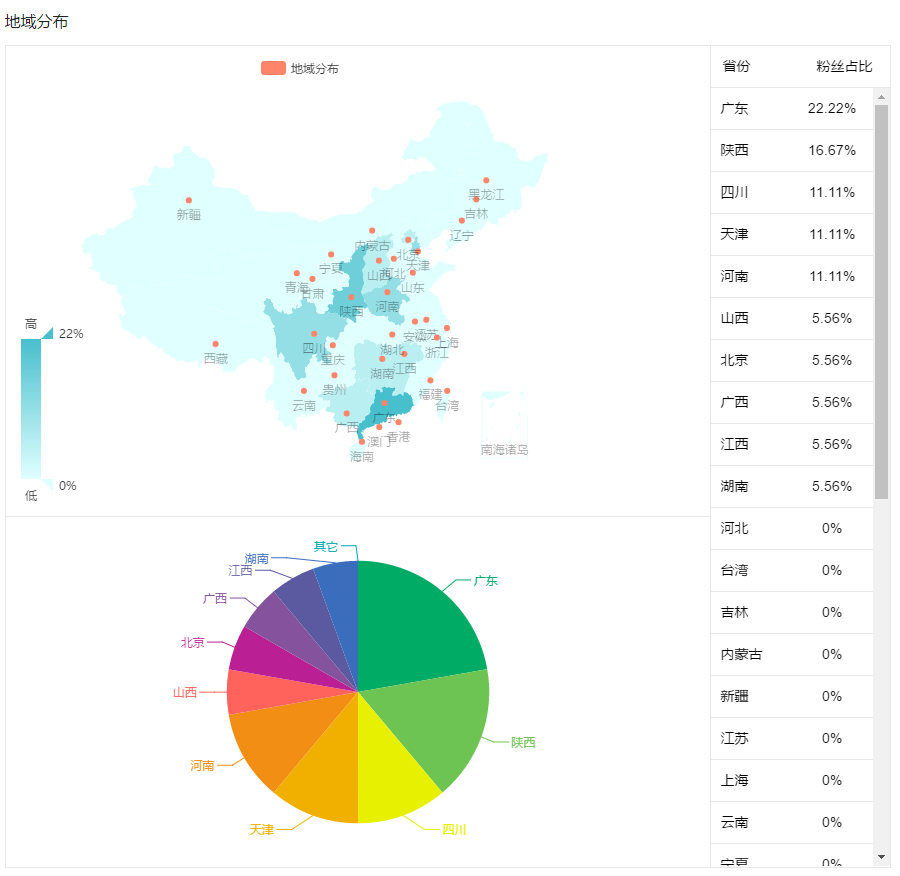 地域分布
地域分布
黑龙江
新疆
吉林
辽宁
内蒙古
北京
天津
宁夏
山西
河北
青海
甘肃
山东
陕西
河南
高
22%
安徽
江苏
上海
四川
湖北
浙江
西藏
重庆
湖南
江西
贵州
福建
云南
台湾
广东
广西
香港
澳门
南海诸岛
海南
0%
低
其它
湖南
江西
广东
广西
北京
山西
陕西
河南
天津
四川
省份 粉丝占比
广东 22.22%
陕西 16.67%
四川 11.11%
天津 11.11%
河南 11.11%
山西 5.56%
北京 5.56%
广西 5.56%
江西 5.56%
湖南 5.56%
河北 0%
台湾 0%
吉林 0%
内蒙古 0%
新疆 0%
江苏 0%
上海 0%
云南 0%
宁夏 0%